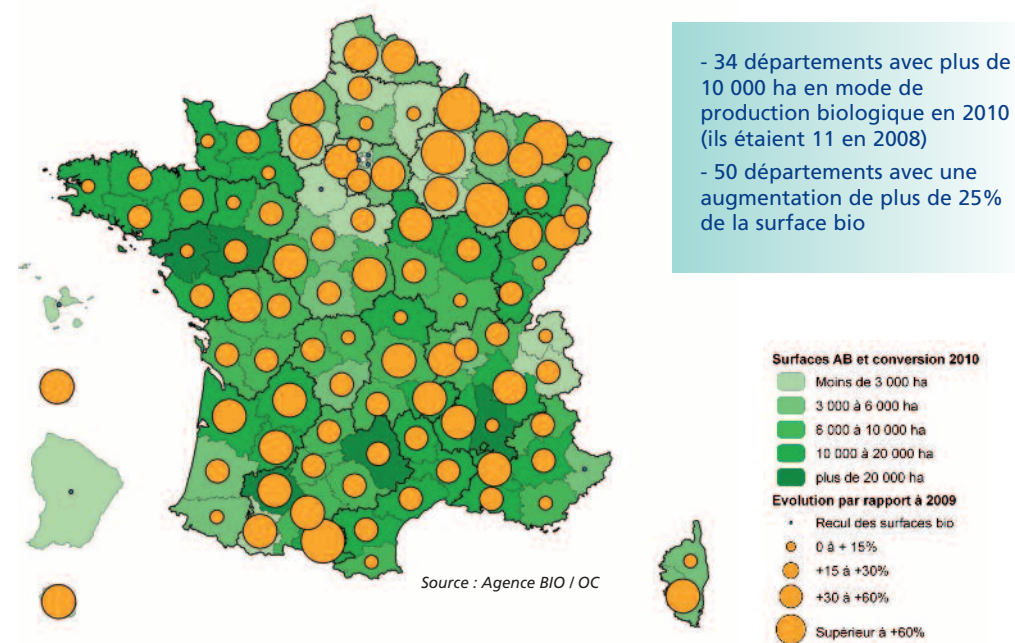 - 34 départements avec plus de
10 000 ha en mode de
production biologique en 2010
(ils étaient 11 en 2008)
- 50 départements avec une
augmentation de plus de 25%
de la surface bio
Surfaces AB et conversion 2010
Moins de 3 000 ha
3 000 à 6 000 ha
6 000 à 10 000 ha
10 000 à 20 000 ha
plus de 20 000 ha
Evolution par rapport à 2009
Recul des surfaces bio
0 à + 15%
+15 à +30%
+30 à +60%
Supérieur à +60%
Source : Agence BIO / OC